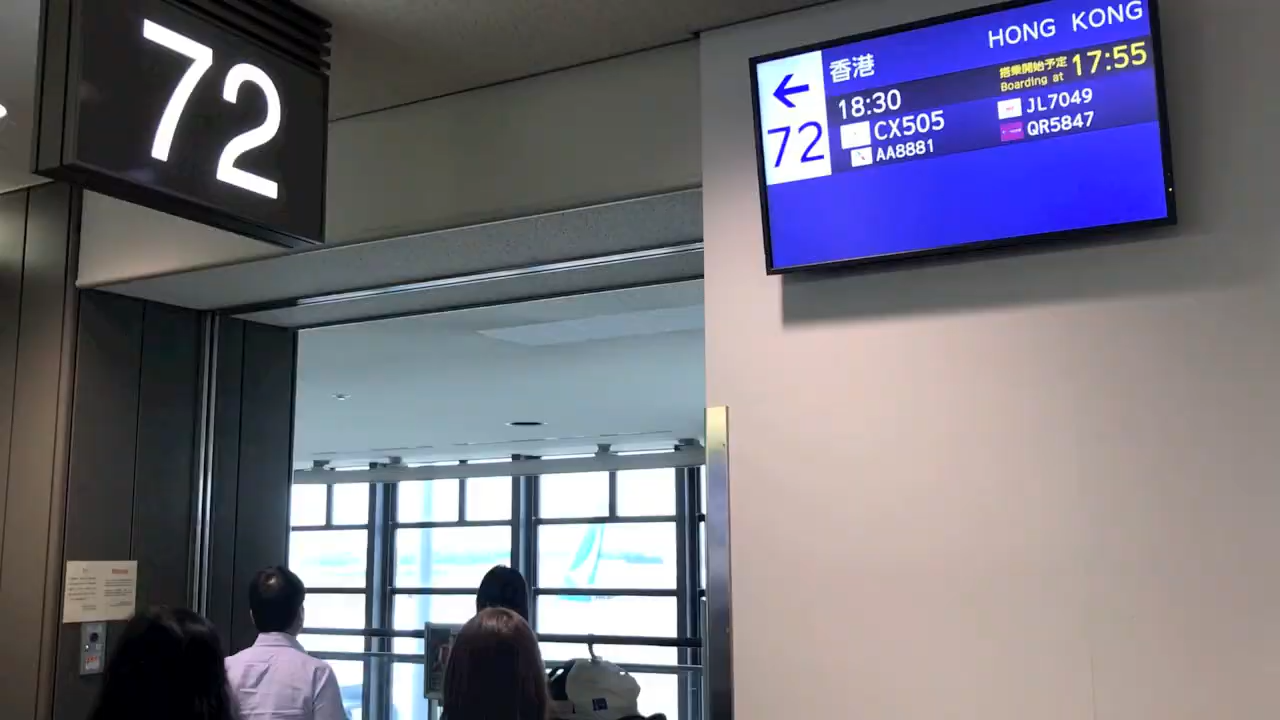 72
←
72
香港
HONG KONG
18:30
搭乗開始予定
Boarding at
17:55
CX505
JL7049
AA8881
QR5847